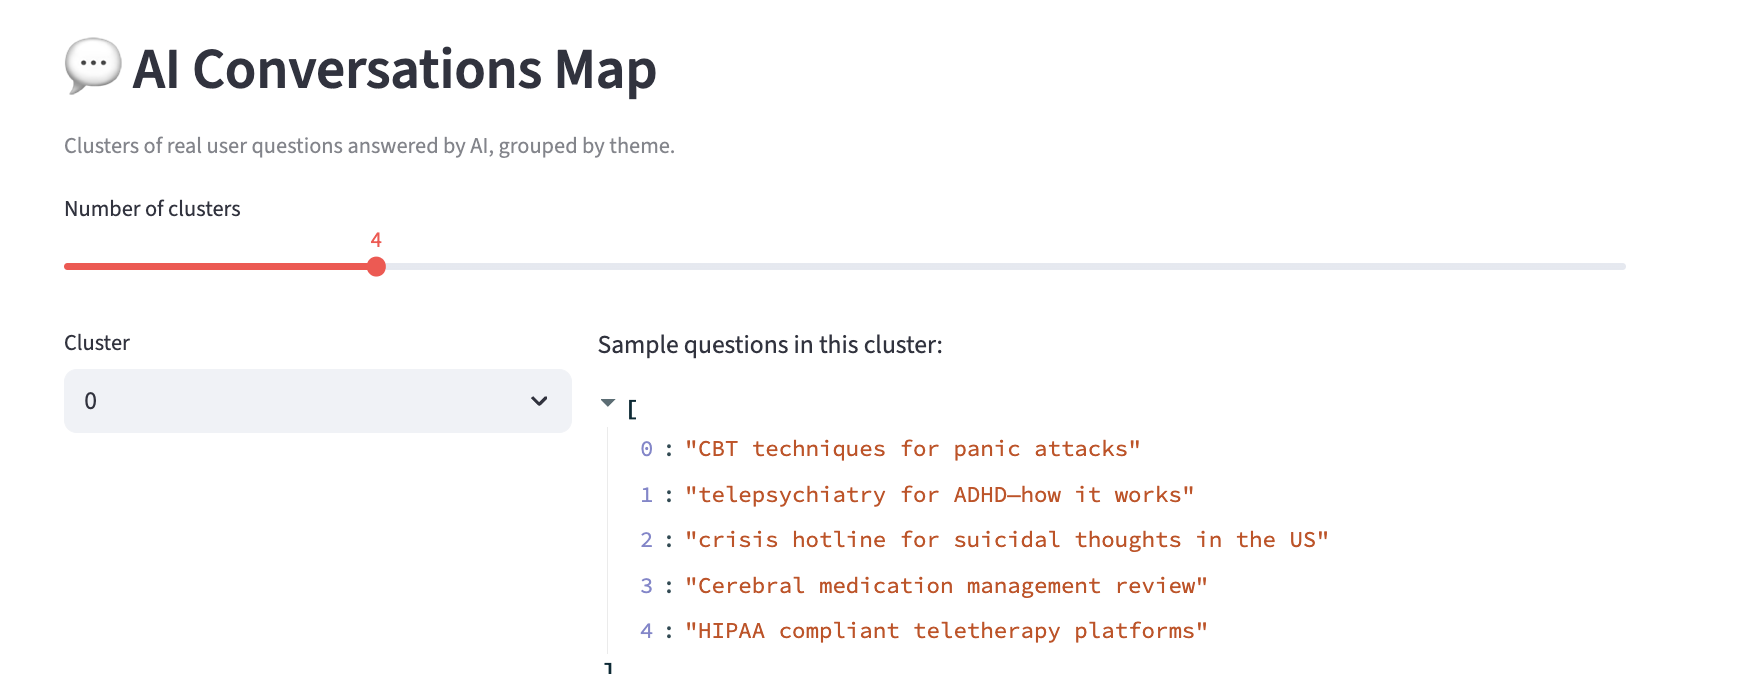 💬 AI Conversations Map
Clusters of real user questions answered by AI, grouped by theme.
Number of clusters
4
Cluster
0
Sample questions in this cluster:
[
0 : "CBT techniques for panic attacks"
1 : "telepsychiatry for ADHD—how it works"
2 : "crisis hotline for suicidal thoughts in the US"
3 : "Cerebral medication management review"
4 : "HIPAA compliant teletherapy platforms"
]